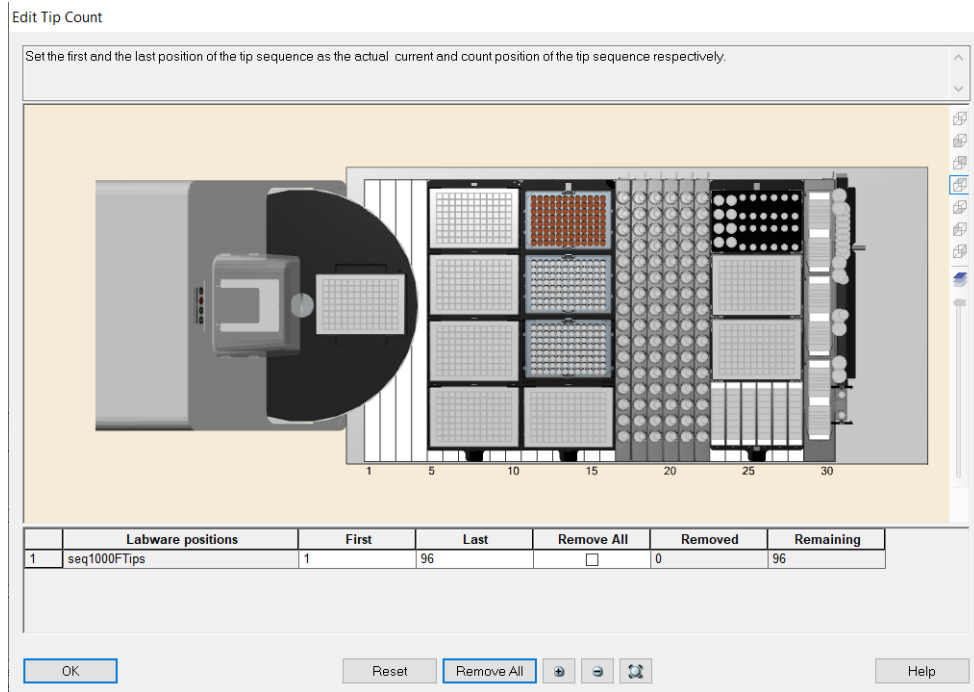 Edit Tip Count
Set the first and the last position of the tip sequence as the actual current and count position of the tip sequence respectively.
1 5 10 15 20 25 30
Labware positions First Last Remove All Removed Remaining
1 seq1000FTips 1 96 0 96
OK Reset Remove All Help